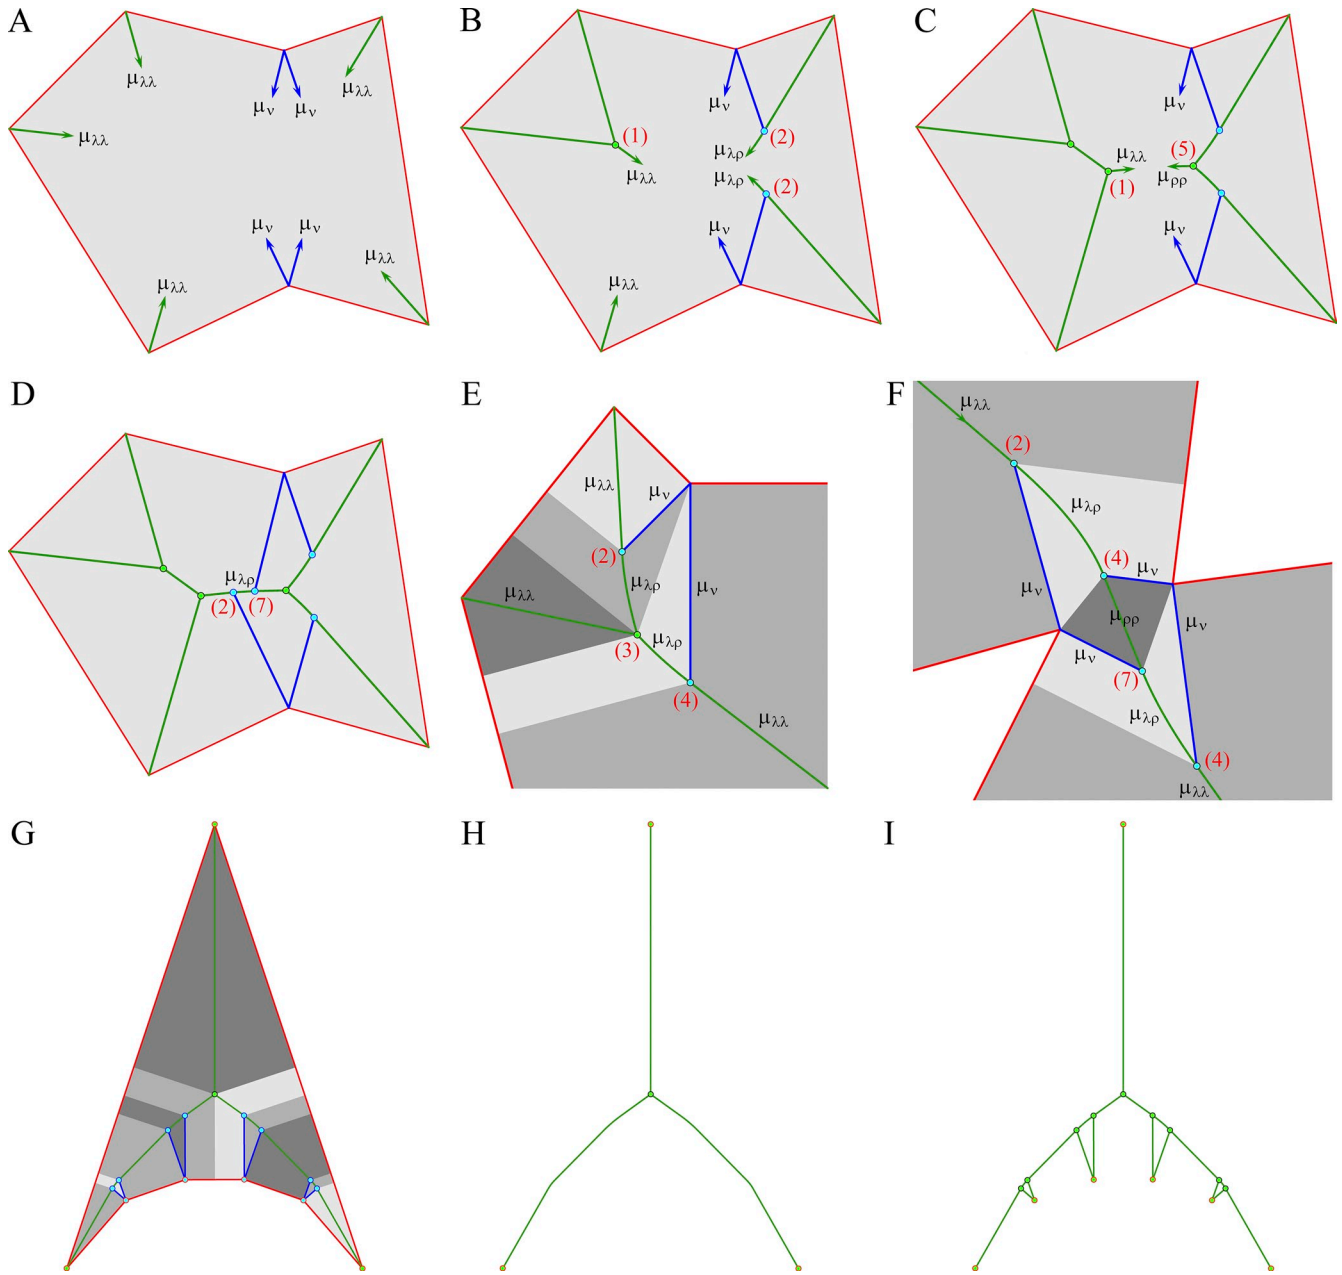 A
μλλ
μν
μν
μλλ
μλλ
μλλ
μν
μν
μλλ
B
(1)
μλλ
μν
(2)
μλρ
μλρ
(2)
μν
μλλ
C
μν
μλλ
(5)
μρρ
(1)
μν
D
μλρ
(2)
(7)
E
μλλ
μν
(2)
μλλ
μλρ
μν
(3)
μλρ
(4)
μλλ
F
μλλ
(2)
μλρ
(4)
μν
μν
μρρ
μν
μν
(7)
μλρ
(4)
μλλ
G
H
I